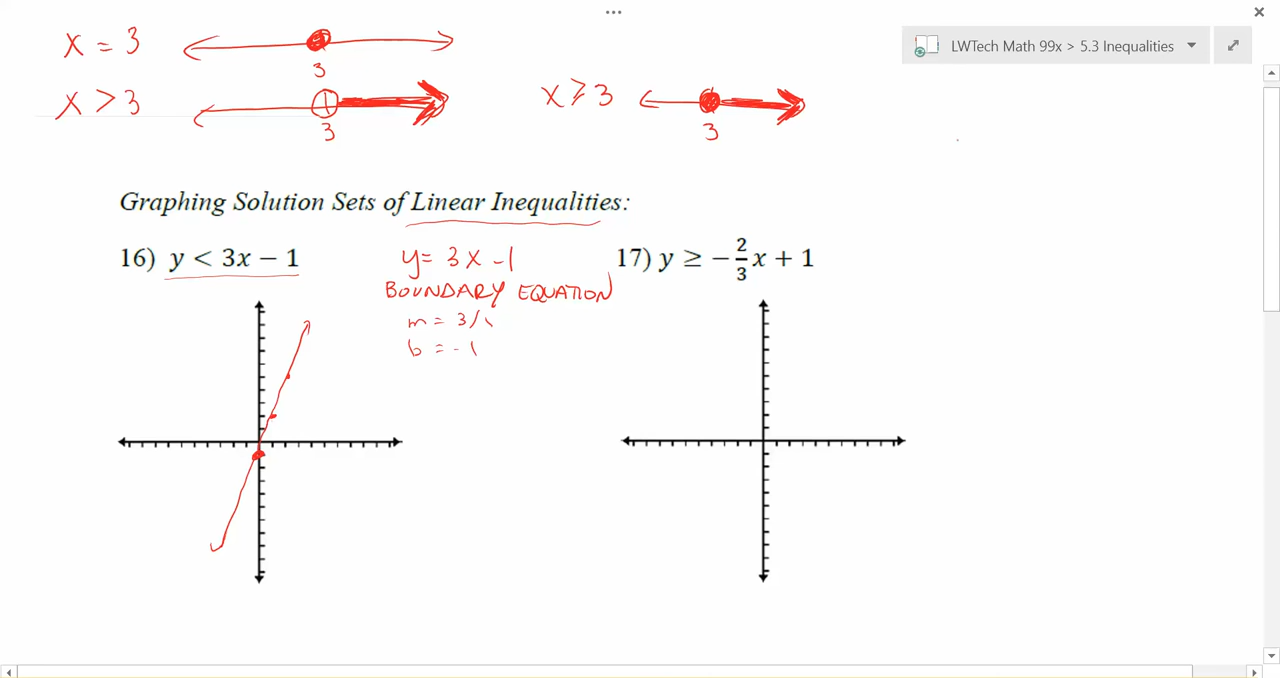 x = 3
3
LWTech Math 99x > 5.3 Inequalities
x > 3
3
x ≥ 3
3
Graphing Solution Sets of Linear Inequalities:
16) y < 3x − 1
y = 3x -1
17) y ≥ −2/3x + 1
BOUNDARY EQUATION
m = 3/1
b = -1